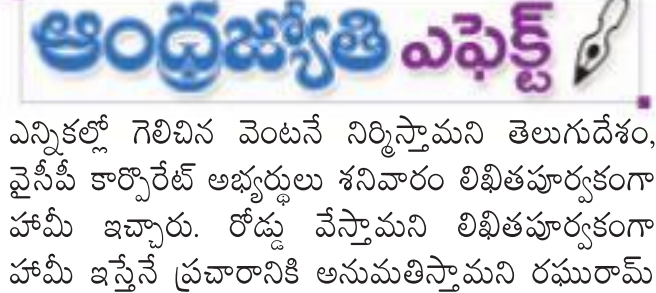 ఆంధ్రజ్యోతి ఎఫెక్ట్
ఎన్నికల్లో గెలిచిన వెంటనే నిర్మిస్తామని తెలుగుదేశం,
వైసీపీ కార్పొరేట్ అభ్యర్థులు శనివారం లిఖితపూర్వకంగా
హామీ ఇచ్చారు. రోడ్డు వేస్తామని లిఖితపూర్వకంగా
హామీ ఇస్తేనే ప్రచారానికి అనుమతిస్తామని రఘురామ్